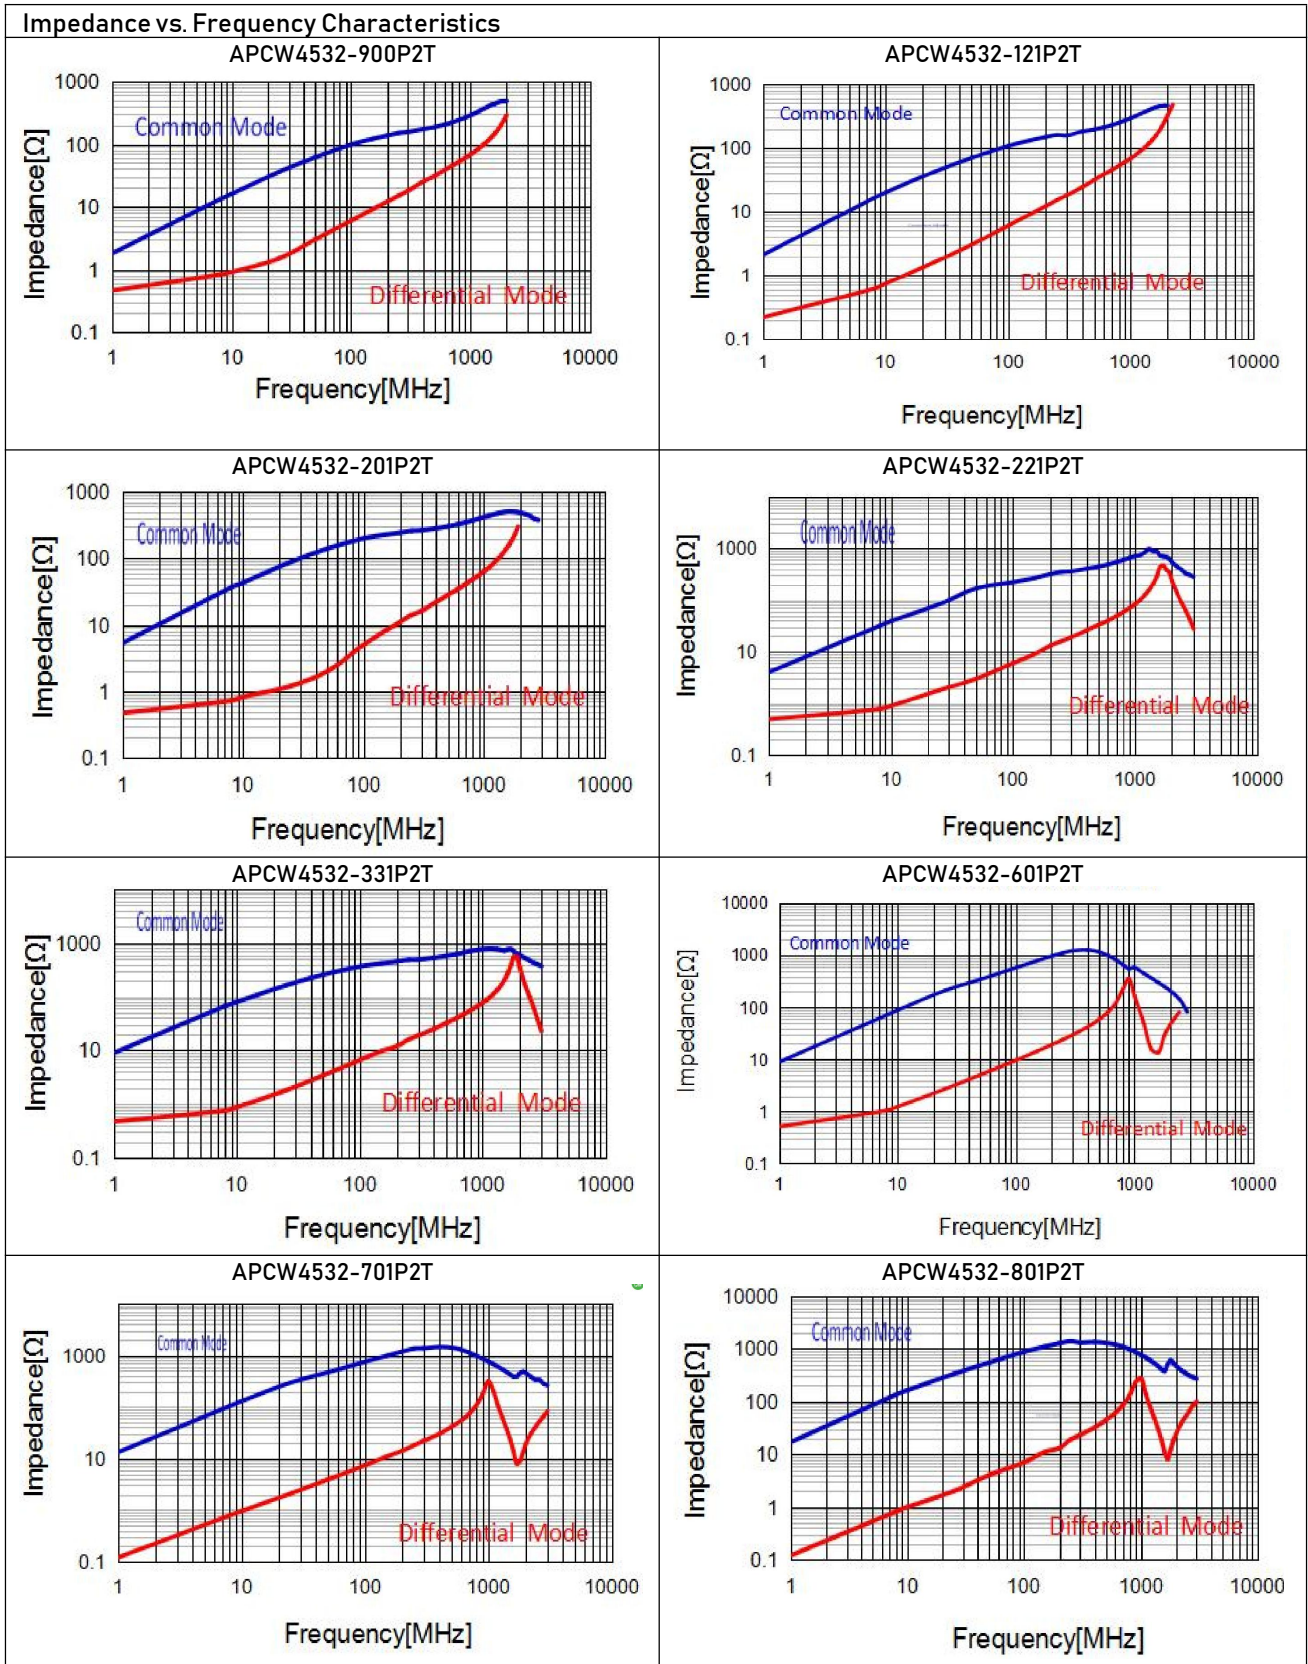 Impedance vs. Frequency Characteristics
APCW4532-900P2T
1000
100
10
1
0.1
Impedance[Ω]
Common Mode
Differential Mode
1 10 100 1000 10000
Frequency[MHz]
APCW4532-121P2T
1000
100
10
1
0.1
Impedance[Ω]
Common Mode
Differential Mode
1 10 100 1000 10000
Frequency[MHz]
APCW4532-201P2T
1000
100
10
1
0.1
Impedance[Ω]
Common Mode
Differential Mode
1 10 100 1000 10000
Frequency[MHz]
APCW4532-221P2T
1000
10
0.1
Impedance[Ω]
Common Mode
Differential Mode
1 10 100 1000 10000
Frequency[MHz]
APCW4532-331P2T
1000
10
0.1
Impedance[Ω]
Common Mode
Differential Mode
1 10 100 1000 10000
Frequency[MHz]
APCW4532-601P2T
10000
1000
100
10
1
0.1
Impedance[Ω]
Common Mode
Differential Mode
1 10 100 1000 10000
Frequency[MHz]
APCW4532-701P2T
1000
10
0.1
Impedance[Ω]
Common Mode
Differential Mode
1 10 100 1000 10000
Frequency[MHz]
APCW4532-801P2T
10000
1000
100
10
1
0.1
Impedance[Ω]
Common Mode
Differential Mode
1 10 100 1000 10000
Frequency[MHz]